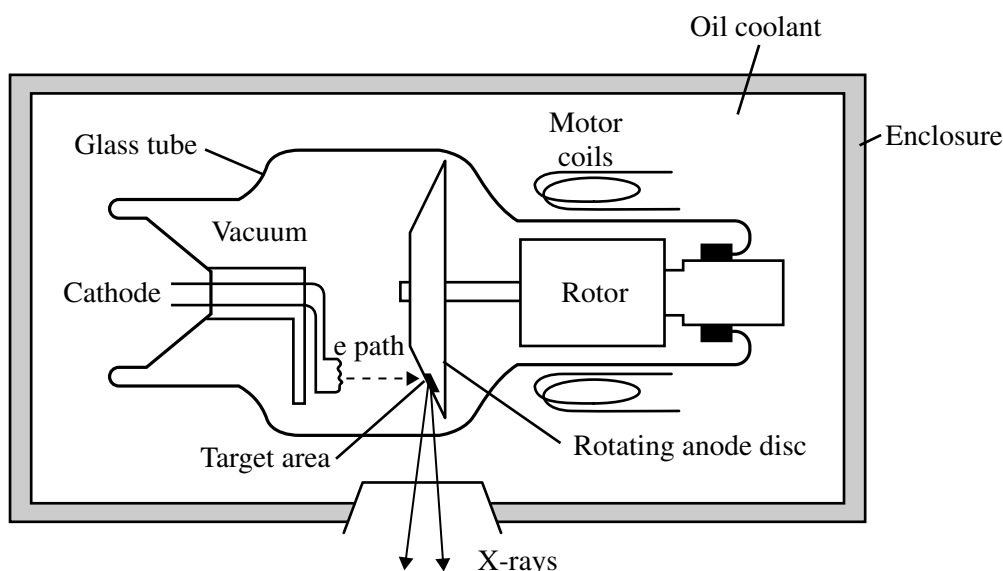 Oil coolant
Motor
coils
Enclosure
Glass tube
Vacuum
Cathode
Rotor
e path
Target area
Rotating anode disc
X-rays